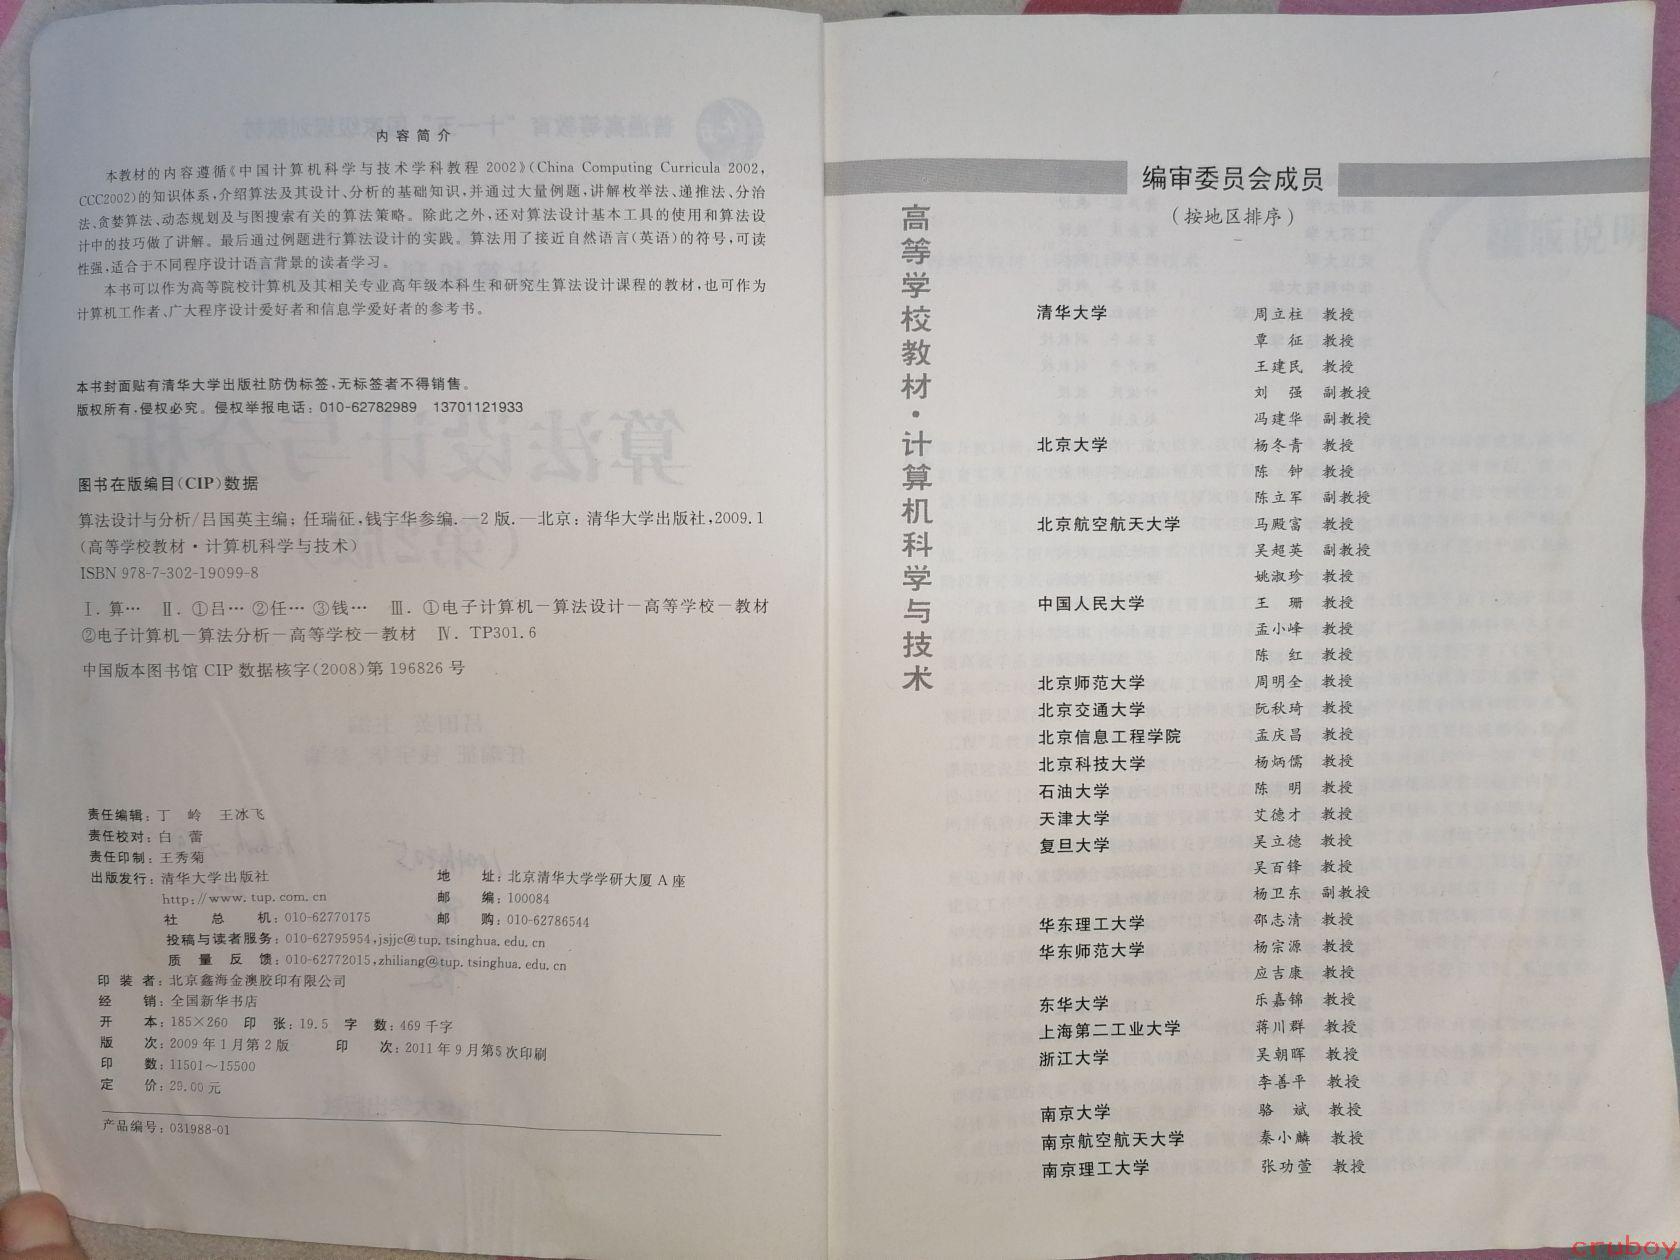 内容简介
本教材的内容遵循《中国计算机科学与技术学科教程 2002》(China Computing Curricula 2002,
CCC2002)的知识体系,介绍算法及其设计、分析的基础知识,并通过大量例题,讲解枚举法、递推法、分治
法、贪婪算法、动态规划及与图搜索有关的算法策略。除此之外,还对算法设计基本工具的使用和算法设
计中的技巧做了讲解。最后通过例题进行算法设计的实践。算法用了接近自然语言(英语)的符号,可读
性强,适合于不同程序设计语言背景的读者学习。
本书可以作为高等院校计算机及其相关专业高年级本科生和研究生算法设计课程的教材,也可作为
计算机工作者、广大程序设计爱好者和信息学爱好者的参考书。
本书封面贴有清华大学出版社防伪标签,无标签者不得销售。
版权所有,侵权必究。侵权举报电话:010-62782989 13701121933
图书在版编目(CIP)数据
算法设计与分析/吕国英主编;任瑞征,钱宇华参编.—2版.—北京:清华大学出版社,2009.1
(高等学校教材·计算机科学与技术)
ISBN 978-7-302-19099-8
Ⅰ.算… Ⅱ.①吕… ②任… ③钱… Ⅲ.①电子计算机-算法设计-高等学校-教材
②电子计算机-算法分析-高等学校-教材 Ⅳ.TP301.6
中国版本图书馆 CIP 数据核字(2008)第 196826 号
责任编辑:丁 岭 王冰飞
责任校对:白 蕾
责任印制:王秀菊
出版发行:清华大学出版社 地 址:北京清华大学学研大厦 A 座
http://www.tup.com.cn 邮 编:100084
社 总 机:010-62770175 邮 购:010-62786544
投稿与读者服务:010-62795954,jsjjc@tup.tsinghua.edu.cn
质 量 反 馈:010-62772015,zhiliang@tup.tsinghua.edu.cn
印 装 者:北京鑫海金澳胶印有限公司
经 销:全国新华书店
开 本:185×260 印 张:19.5 字 数:469 千字
版 次:2009 年 1 月第 2 版 印 次:2011 年 9 月第5次印刷
印 数:11501～15500
定 价:29.00 元
产品编号:031988-01
高等学校教材·计算机科学与技术
编审委员会成员
(按地区排序)
清华大学 周立柱 教授
覃 征 教授
王建民 教授
刘 强 副教授
冯建华 副教授
北京大学 杨冬青 教授
陈 钟 教授
陈立军 副教授
北京航空航天大学 马殿富 教授
吴超英 副教授
姚淑珍 教授
中国人民大学 王 珊 教授
孟小峰 教授
陈 红 教授
北京师范大学 周明全 教授
北京交通大学 阮秋琦 教授
北京信息工程学院 孟庆昌 教授
北京科技大学 杨炳儒 教授
石油大学 陈 明 教授
天津大学 艾德才 教授
复旦大学 吴立德 教授
吴百锋 教授
杨卫东 副教授
华东理工大学 邵志清 教授
华东师范大学 杨宗源 教授
应吉康 教授
东华大学 乐嘉锦 教授
上海第二工业大学 蒋川群 教授
浙江大学 吴朝晖 教授
李善平 教授
南京大学 骆 斌 教授
南京航空航天大学 秦小麟 教授
南京理工大学 张功萱 教授
cruboy